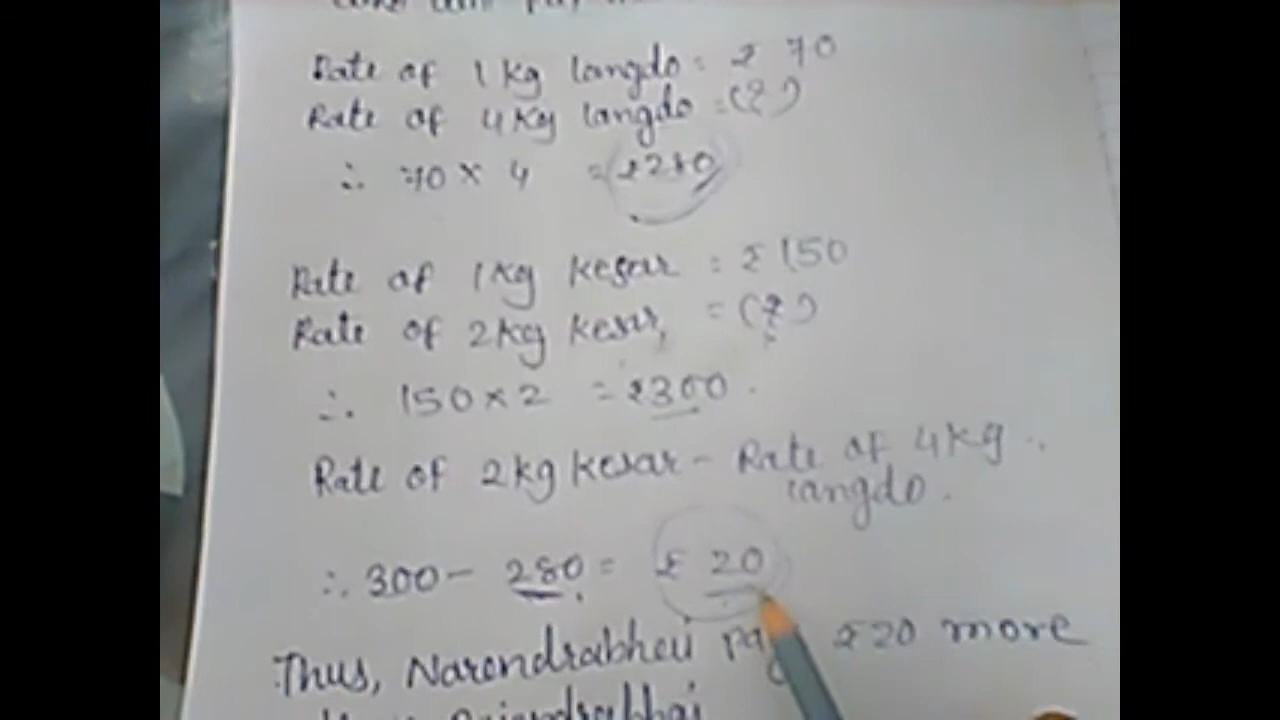 Rate of 1 kg langdo = ₹ 70
Rate of 4 Kg langdo = (?)
∴ 70 × 4 = ₹280
Rate of 1 Kg kesar = ₹ 150
Rate of 2 kg kesar = (?)
∴ 150 × 2 = ₹300.
Rate of 2 kg kesar - Rate of 4 kg
langdo.
∴ 300 - 280 = ₹ 20
Thus, Narendrabhai pay ₹20 more